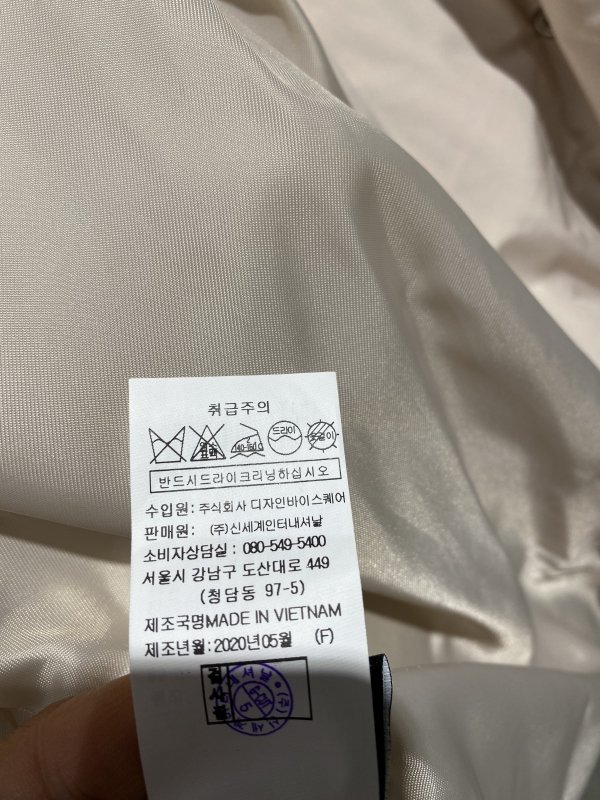 취급주의
140-160℃
드라이
반드시드라이크리닝하십시오
수입원: 주식회사 디자인바이스퀘어
판매원: (주)신세계인터내셔날
소비자상담실 : 080-549-5400
서울시 강남구 도산대로 449
(청담동 97-5)
제조국명MADE IN VIETNAM
제조년월:2020년05월 (F)